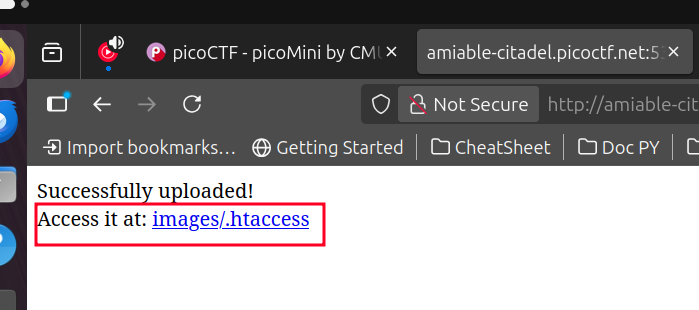 picoCTF - picoMini by CMU
amiable-citadel.picoctf.net:53
Not Secure
http://amiable-cit
Import bookmarks...
Getting Started
CheatSheet
Doc PY
Successfully uploaded!
Access it at: images/.htaccess